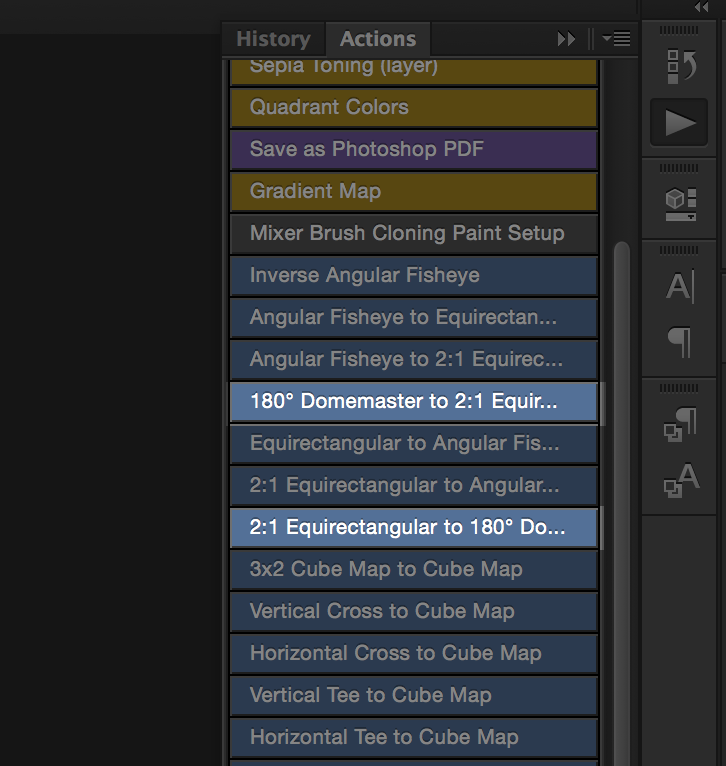 History Actions
Sepia Toning (layer)
Quadrant Colors
Save as Photoshop PDF
Gradient Map
Mixer Brush Cloning Paint Setup
Inverse Angular Fisheye
Angular Fisheye to Equirectan...
Angular Fisheye to 2:1 Equirec...
180° Domemaster to 2:1 Equir...
Equirectangular to Angular Fis...
2:1 Equirectangular to Angular...
2:1 Equirectangular to 180° Do...
3x2 Cube Map to Cube Map
Vertical Cross to Cube Map
Horizontal Cross to Cube Map
Vertical Tee to Cube Map
Horizontal Tee to Cube Map